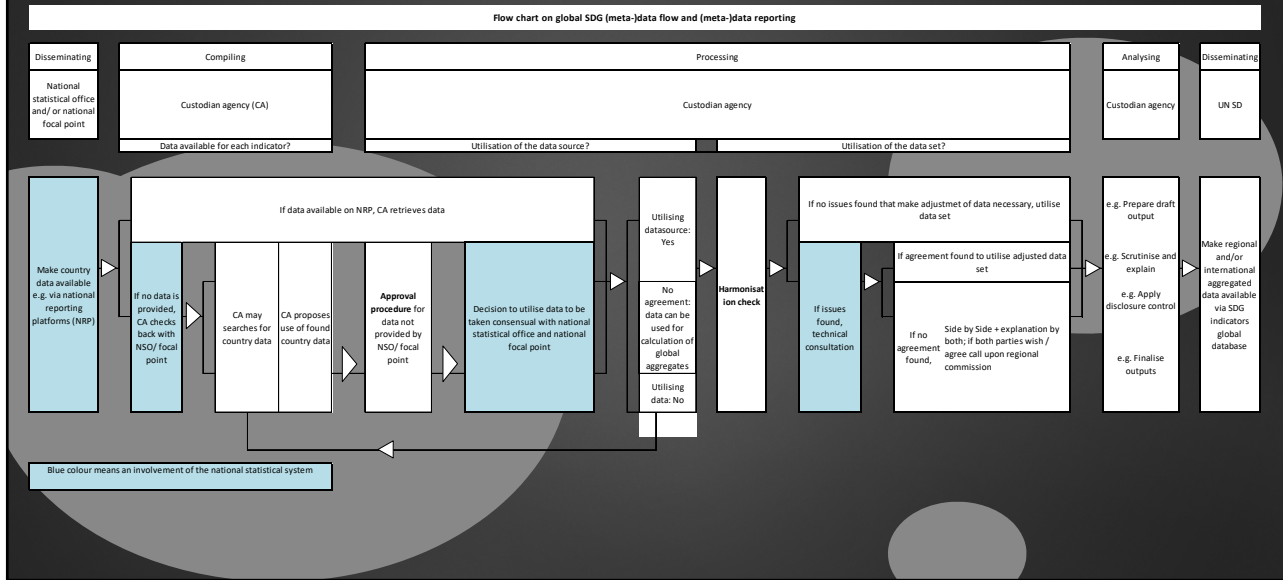 Flow chart on global SDG (meta-)data flow and (meta-)data reporting
Disseminating
Compiling
Processing
Analysing
Disseminating
National
statistical office
and/ or national
focal point
Custodian agency (CA)
Custodian agency
Custodian agency
UN SD
Data available for each indicator?
Utilisation of the data source?
Utilisation of the data set?
Make country
data available
e.g. via national
reporting
platforms (NRP)
If data available on NRP, CA retrieves data
If no data is
provided,
CA checks
back with
NSO/ focal
point
CA may
searches for
country data
CA proposes
use of found
country data
Approval
procedure for
data not
provided by
NSO/ focal
point
Decision to utilise data to be
taken consensual with national
statistical office and national
focal point
Utilising
datasource:
Yes
No
agreement:
data can be
used for
calculation of
global
aggregates
Utilising
data: No
Harmonisat
ion check
If no issues found that make adjustmet of data necessary, utilise
data set
If issues
found,
technical
consultation
If agreement found to utilise adjusted data
set
If no
agreement
found,
Side by Side + explanation by
both; if both parties wish /
agree call upon regional
commission
e.g. Prepare draft
output
e.g. Scrutinise and
explain
e.g. Apply
disclosure control
e.g. Finalise
outputs
Make regional
and/or
international
aggregated
data available
via SDG
indicators
global
database
Blue colour means an involvement of the national statistical system